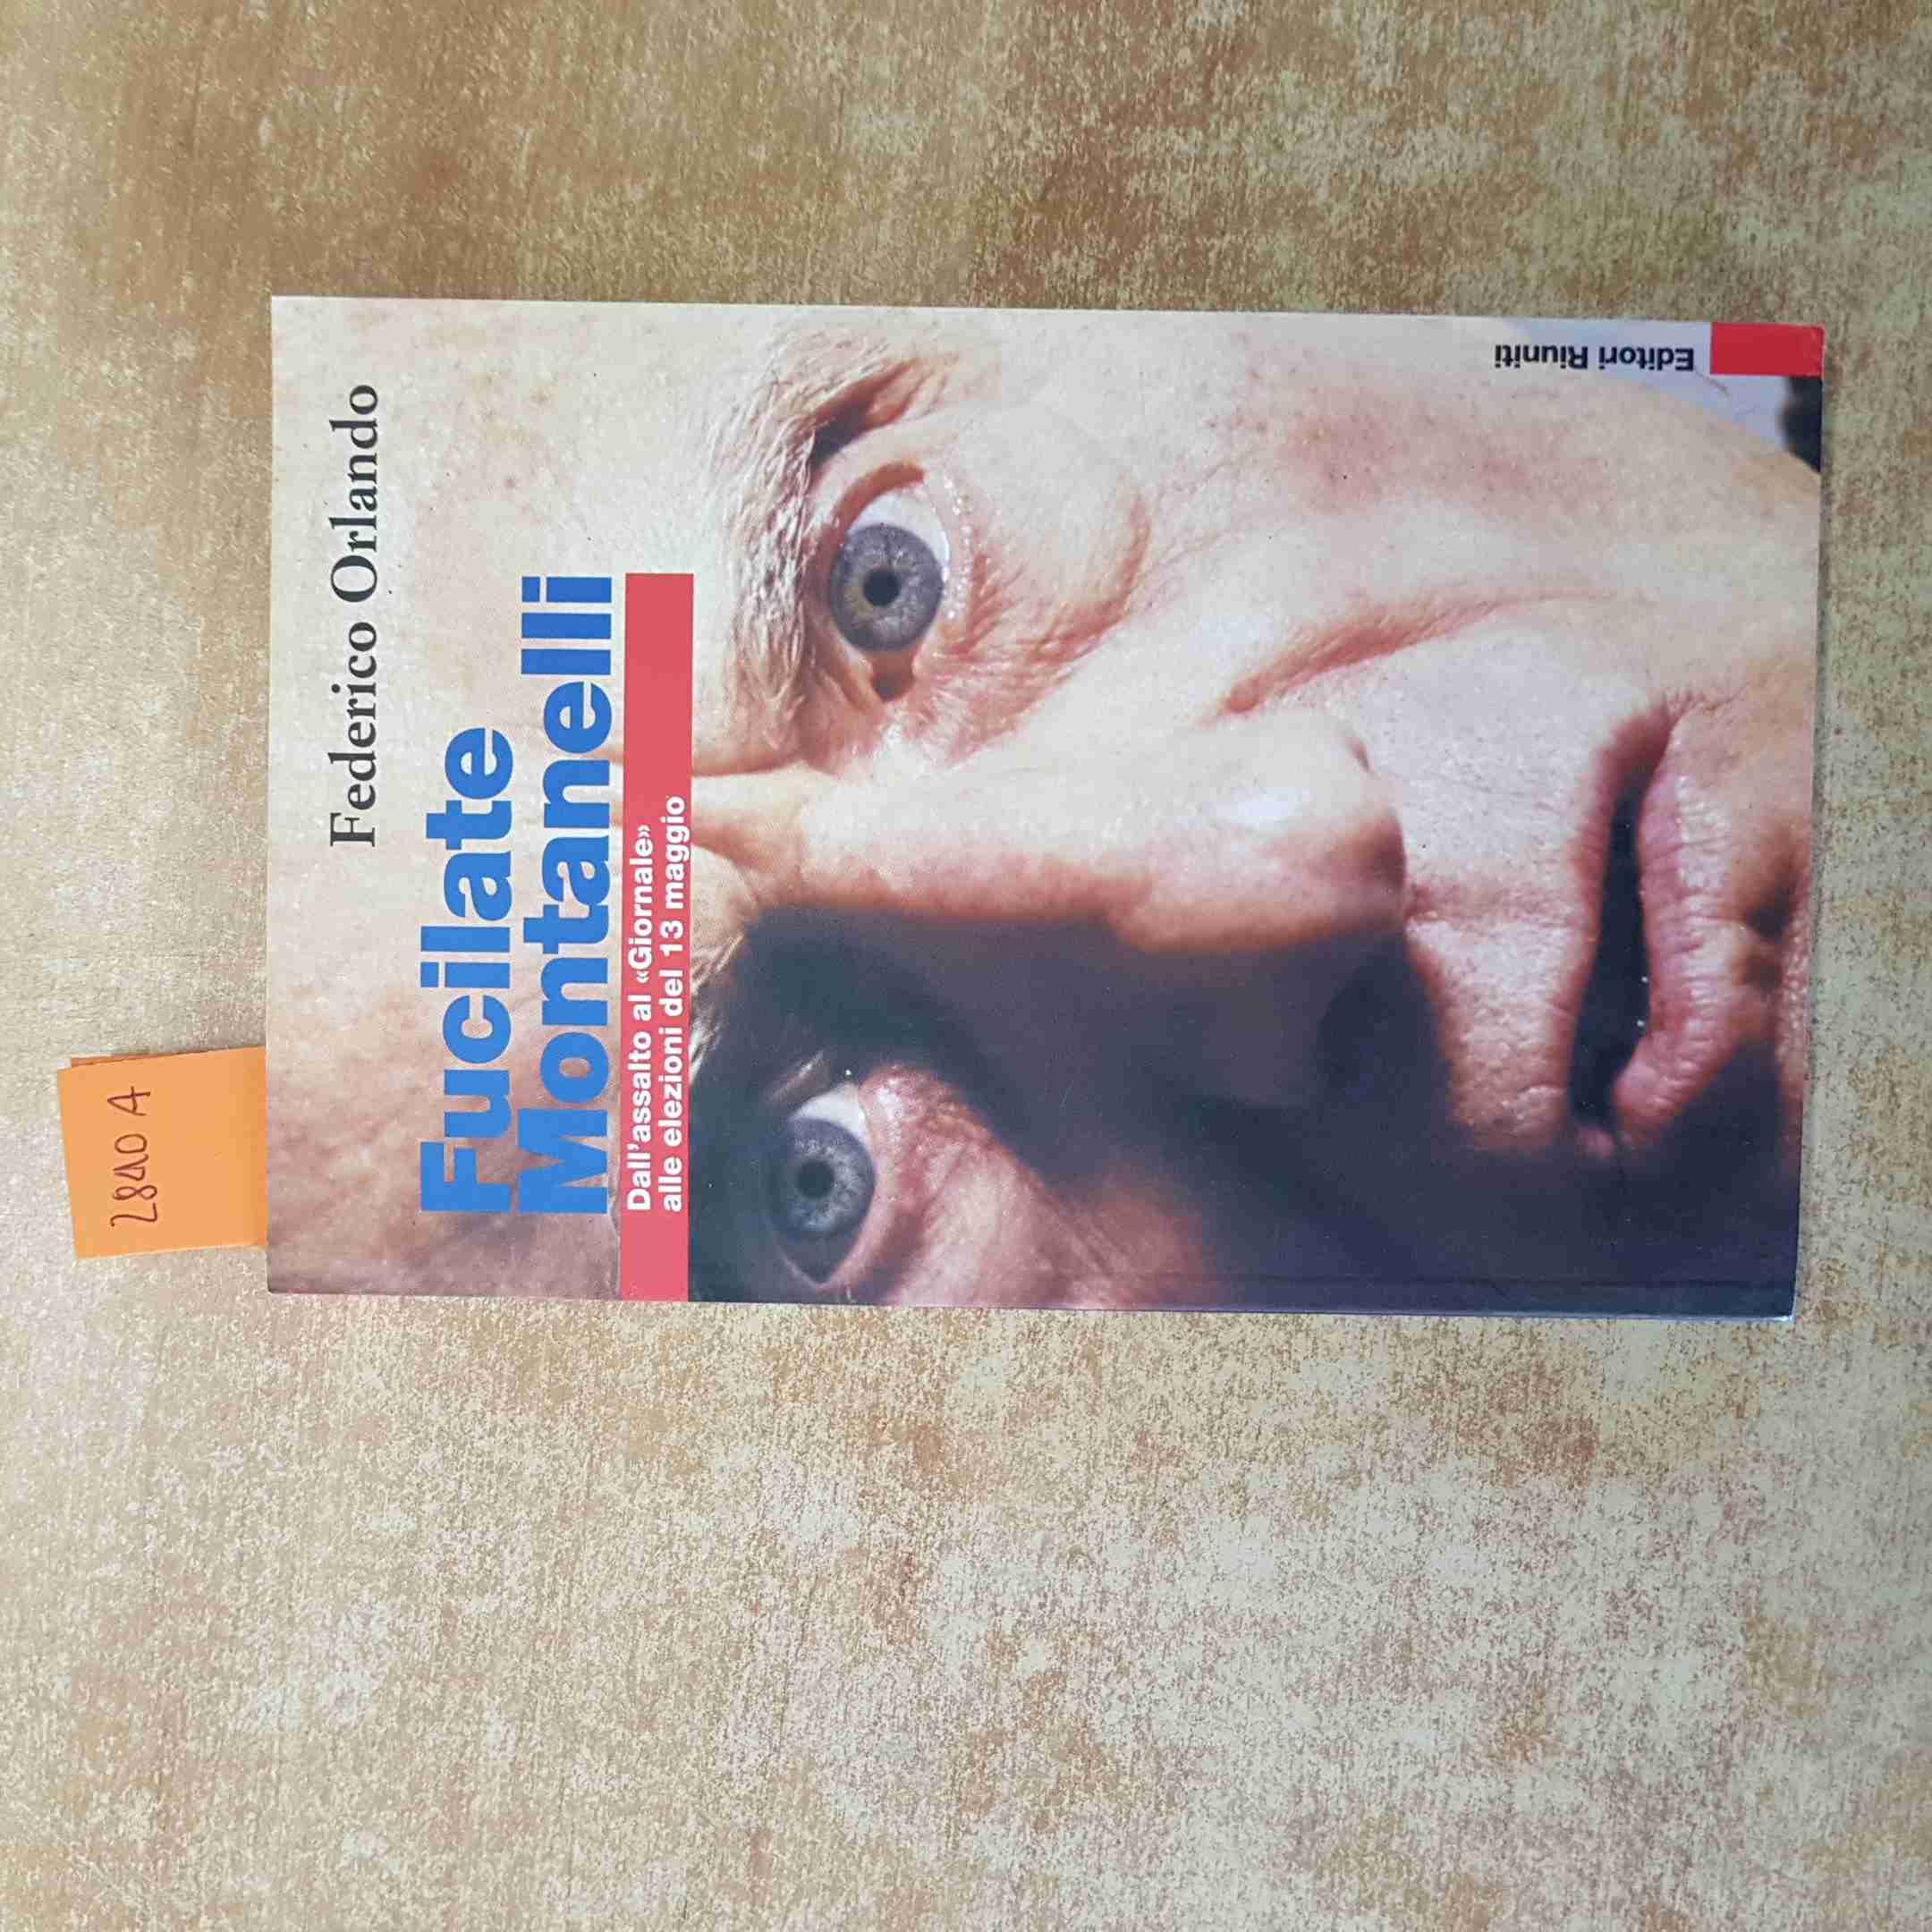 2840 A
Federico Orlando
Fucilate
Montanelli
Dall'assalto al «Giornale»
alle elezioni del 13 maggio
Editori Riuniti